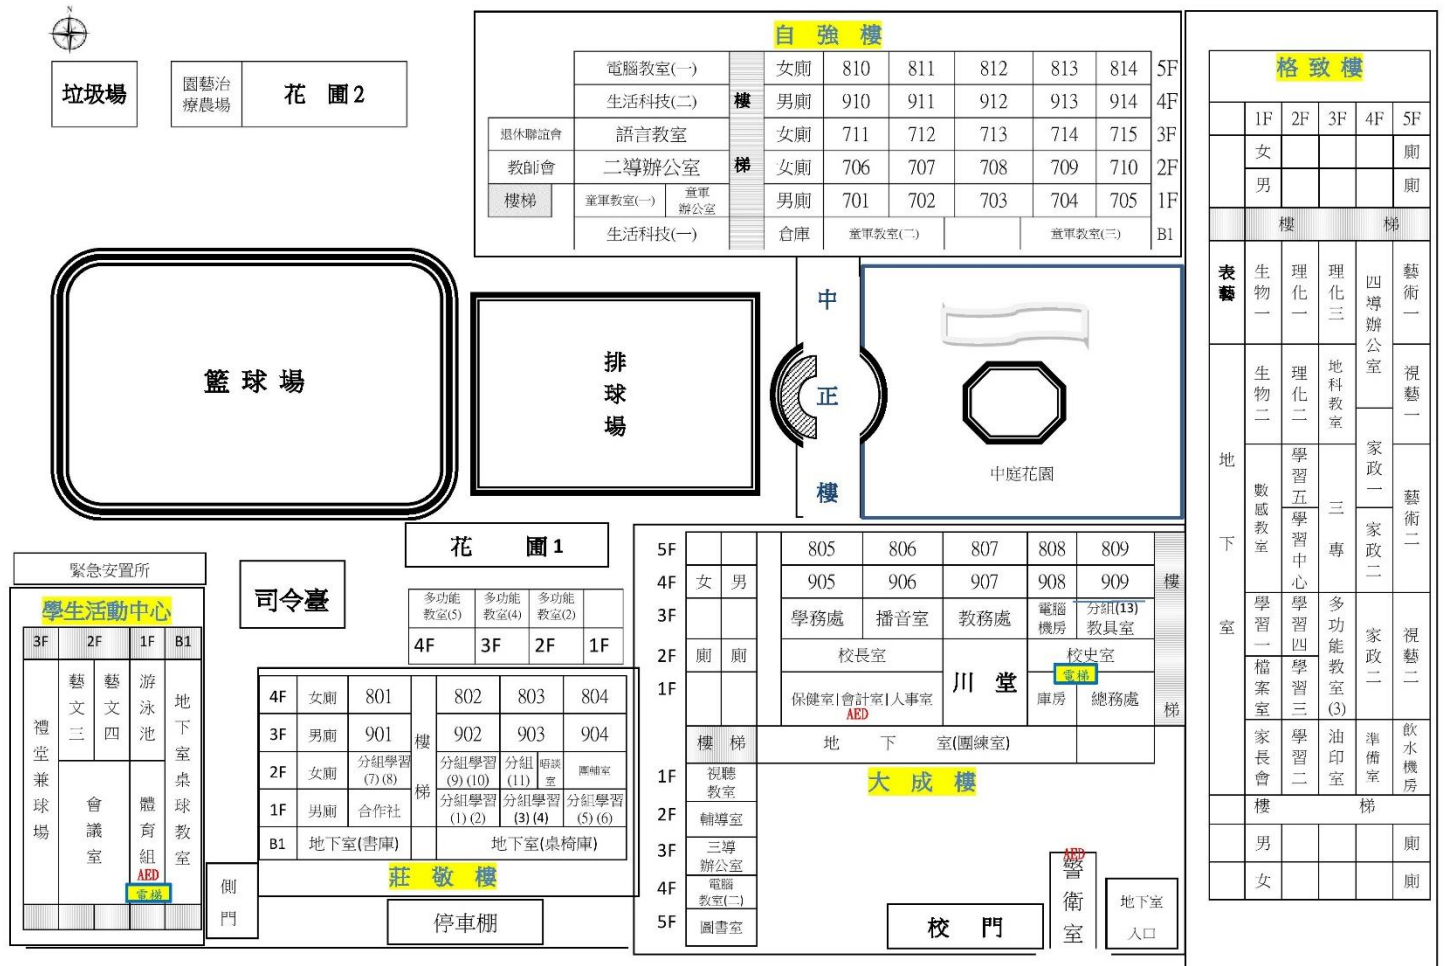 垃圾場
園藝治
療農場
花 圃2
自 強 樓
電腦教室(一) 女廁 810 811 812 813 814 5F
生活科技(二) 樓 男廁 910 911 912 913 914 4F
退休聯誼會 語言教室 女廁 711 712 713 714 715 3F
教師會 二導辦公室 梯 女廁 706 707 708 709 710 2F
樓梯 童軍教室(一) 童軍
辦公室 男廁 701 702 703 704 705 1F
生活科技(一) 倉庫 童軍教室(二) 童軍教室(三) B1
格致樓
1F 2F 3F 4F 5F
女 廁
男 廁
樓 梯
表藝
生物一
理化一
理化三
四導辦公室
藝術一
地下室
生物二
理化二
地科教室
視藝一
數感教室
學習五
學習中心
三專
家政一
家政二
藝術二
學習一
檔案室
學習四
學習三
多功能教室(3)
家政二
視藝二
家長會
學習二
油印室
準備室
飲水機房
樓 梯
男 廁
女 廁
籃球場
排球場
中正樓
中庭花園
花 圃1
司令臺
緊急安置所
學生活動中心
3F 2F 1F B1
禮堂兼球場
藝文三
藝文四
會議室
游泳池
體育組
AED
電梯
地下室桌球教室
多功能
教室(5)
多功能
教室(4)
多功能
教室(2)
4F 3F 2F 1F
4F 女廁 801 802 803 804
3F 男廁 901 樓 902 903 904
2F 女廁 分組學習
(7) (8)
分組學習
(9) (10)
分組
(11)
晤談
室
團輔室
1F 男廁 合作社 梯 分組學習
(1) (2)
分組學習
(3) (4)
分組學習
(5) (6)
B1 地下室(書庫) 地下室(桌椅庫)
莊 敬 樓
側門
停車棚
5F 805 806 807 808 809
4F 女 男 905 906 907 908 909 樓
3F 學務處 播音室 教務處 電腦
機房
分組(13)
教具室
2F 廁 廁 校長室 川 堂 校史室
電梯
1F 保健室|會計室|人事室
AED
庫房 總務處 梯
樓 梯 地 下 室(團練室)
大 成 樓
1F 視聽
教室
2F 輔導室
3F 三導
辦公室
4F 電腦
教室(二)
5F 圖書室
校 門
AED
警衛室
地下室
入口